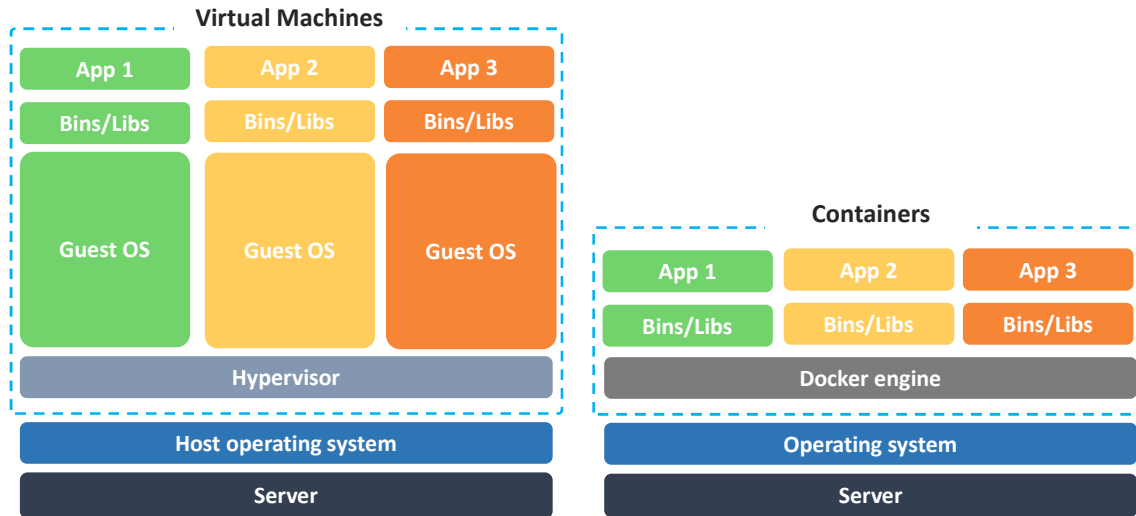 Virtual Machines
App 1
App 2
App 3
Bins/Libs
Bins/Libs
Bins/Libs
Guest OS
Guest OS
Guest OS
Hypervisor
Host operating system
Server
Containers
App 1
App 2
App 3
Bins/Libs
Bins/Libs
Bins/Libs
Docker engine
Operating system
Server